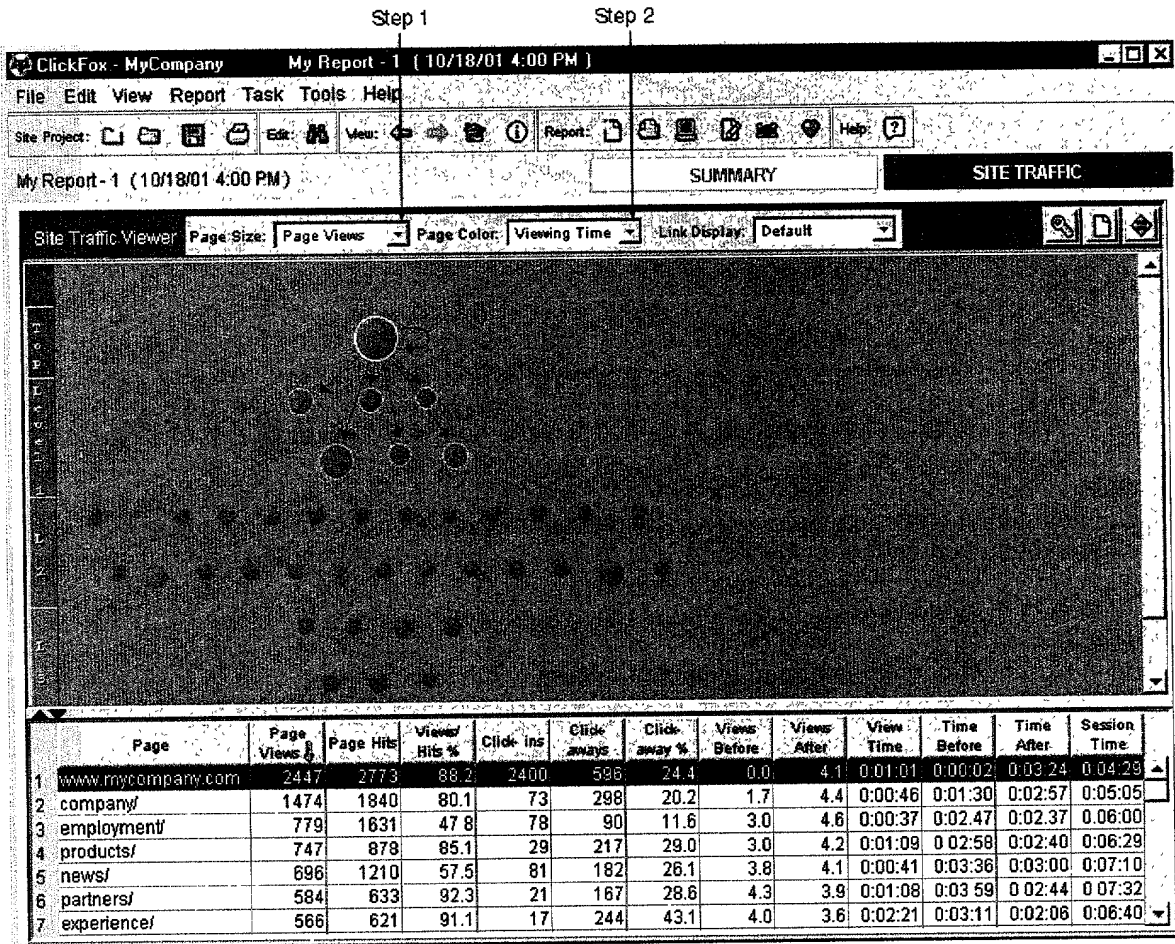 Step 1 Step 2
ClickFox - MyCompany My Report - 1 ( 10/18/01 4:00 PM )
File Edit View Report Task Tools Help
Site Project: Edit: View: Report: Help:
My Report - 1 ( 10/18/01 4:00 PM ) SUMMARY SITE TRAFFIC
Site Traffic Viewer Page Size: Page Views Page Color: Viewing Time Link Display: Default
Page Page Views Page Hits Views/ Hits % Click- ins Click- aways Click- away % Views Before Views After View Time Time Before Time After Session Time
1 www.mycompany.com 2447 2773 88.2 2400 596 24.4 0.0 4.1 0:01:01 0:00:02 0:03:24 0:04:29
2 company/ 1474 1840 80.1 73 298 20.2 1.7 4.4 0:00:46 0:01:30 0:02:57 0:05:05
3 employment/ 779 1631 47 8 78 90 11.6 3.0 4.6 0:00:37 0:02.47 0:02.37 0.06:00
4 products/ 747 878 85.1 29 217 29.0 3.0 4.2 0:01:09 0 02:58 0:02:40 0:06:29
5 news/ 696 1210 57.5 81 182 26.1 3.8 4.1 0:00:41 0:03:36 0:03:00 0:07:10
6 partners/ 584 633 92.3 21 167 28.6 4.3 3.9 0:01:08 0:03 59 0 02:44 0 07:32
7 experience/ 566 621 91.1 17 244 43.1 4.0 3.6 0:02:21 0:03:11 0:02:06 0:06:40